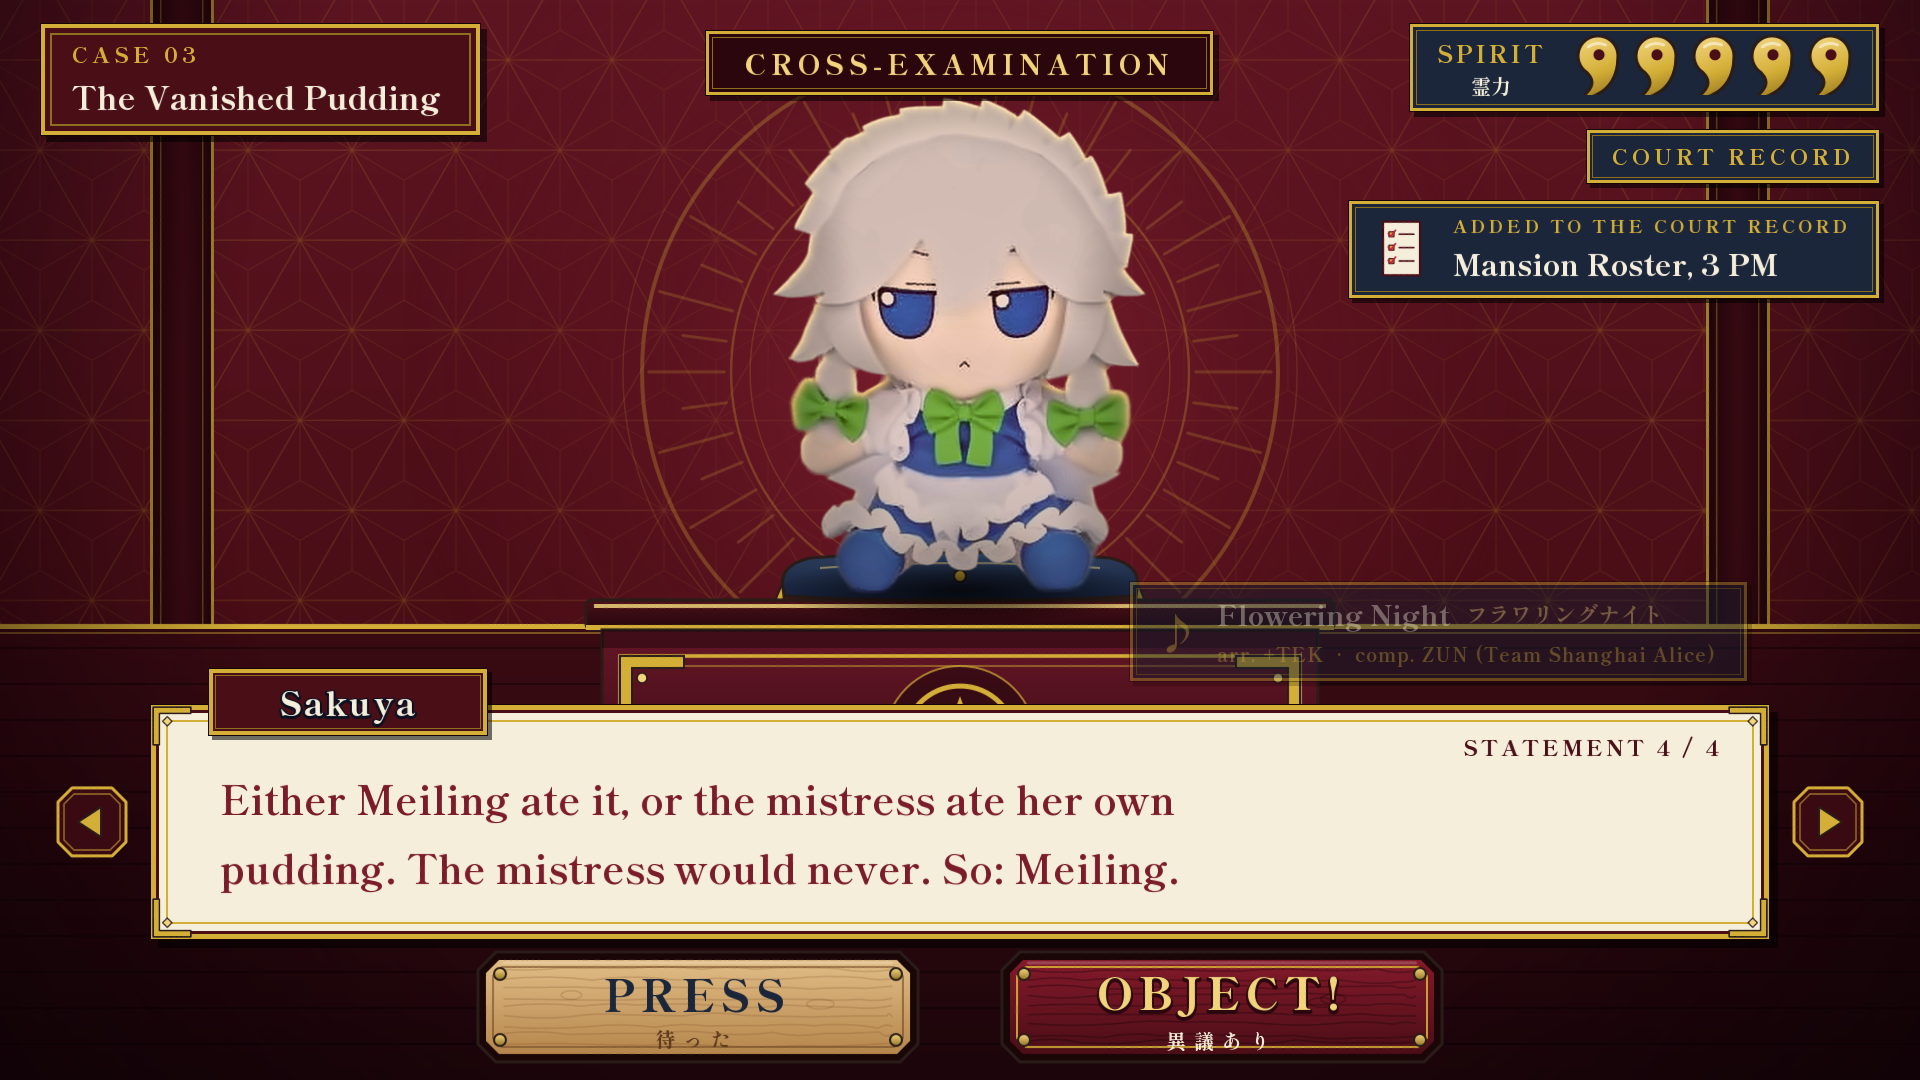 CASE 03
The Vanished Pudding
CROSS-EXAMINATION
SPIRIT
霊力
COURT RECORD
ADDED TO THE COURT RECORD
Mansion Roster, 3 PM
Flowering Night フラワリングナイト
arr. +TEK · comp. ZUN (Team Shanghai Alice)
Sakuya
STATEMENT 4 / 4
Either Meiling ate it, or the mistress ate her own
pudding. The mistress would never. So: Meiling.
PRESS
待った
OBJECT!
異議あり